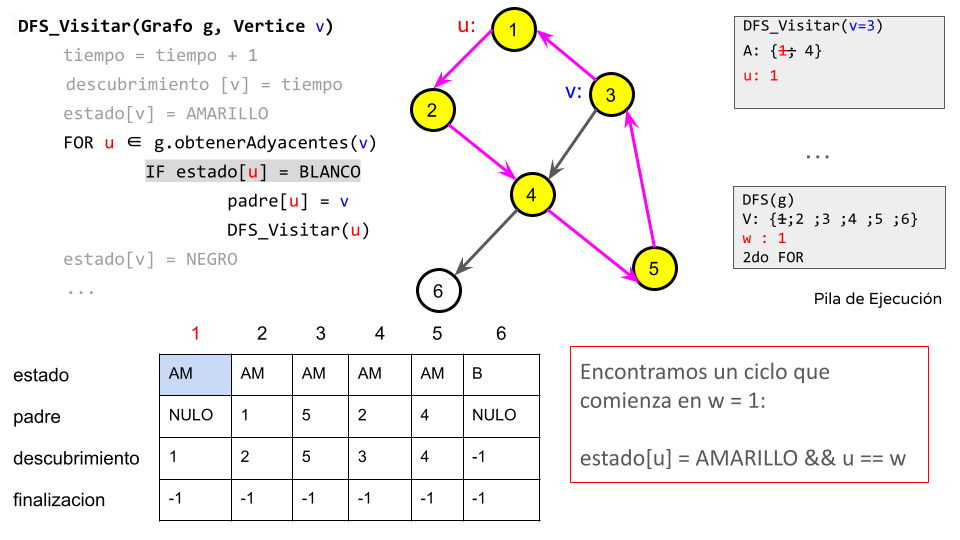 DFS_Visitar(Grafo g, Vertice v)
tiempo = tiempo + 1
descubrimiento [v] = tiempo
estado[v] = AMARILLO
FOR u ∈ g.obtenerAdyacentes(v)
IF estado[u] = BLANCO
padre[u] = v
DFS_Visitar(u)
estado[v] = NEGRO
...
u:
1
2
v:
3
4
5
6
DFS_Visitar(v=3)
A: {1; 4}
u: 1
...
DFS(g)
V: {1;2 ;3 ;4 ;5 ;6}
w : 1
2do FOR
Pila de Ejecución
1 2 3 4 5 6
estado AM AM AM AM AM B
padre NULO 1 5 2 4 NULO
descubrimiento 1 2 5 3 4 -1
finalizacion -1 -1 -1 -1 -1 -1
Encontramos un ciclo que
comienza en w = 1:
estado[u] = AMARILLO && u == w